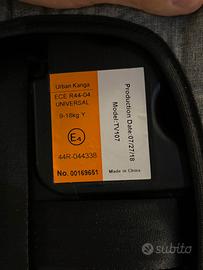 Urban Kanga
ECE R44-04
UNIVERSAL
9-18kg Y
E4
44R-044338
No. 00169651
Production Date:07/27/18
Model:TV107
Made in China
subito